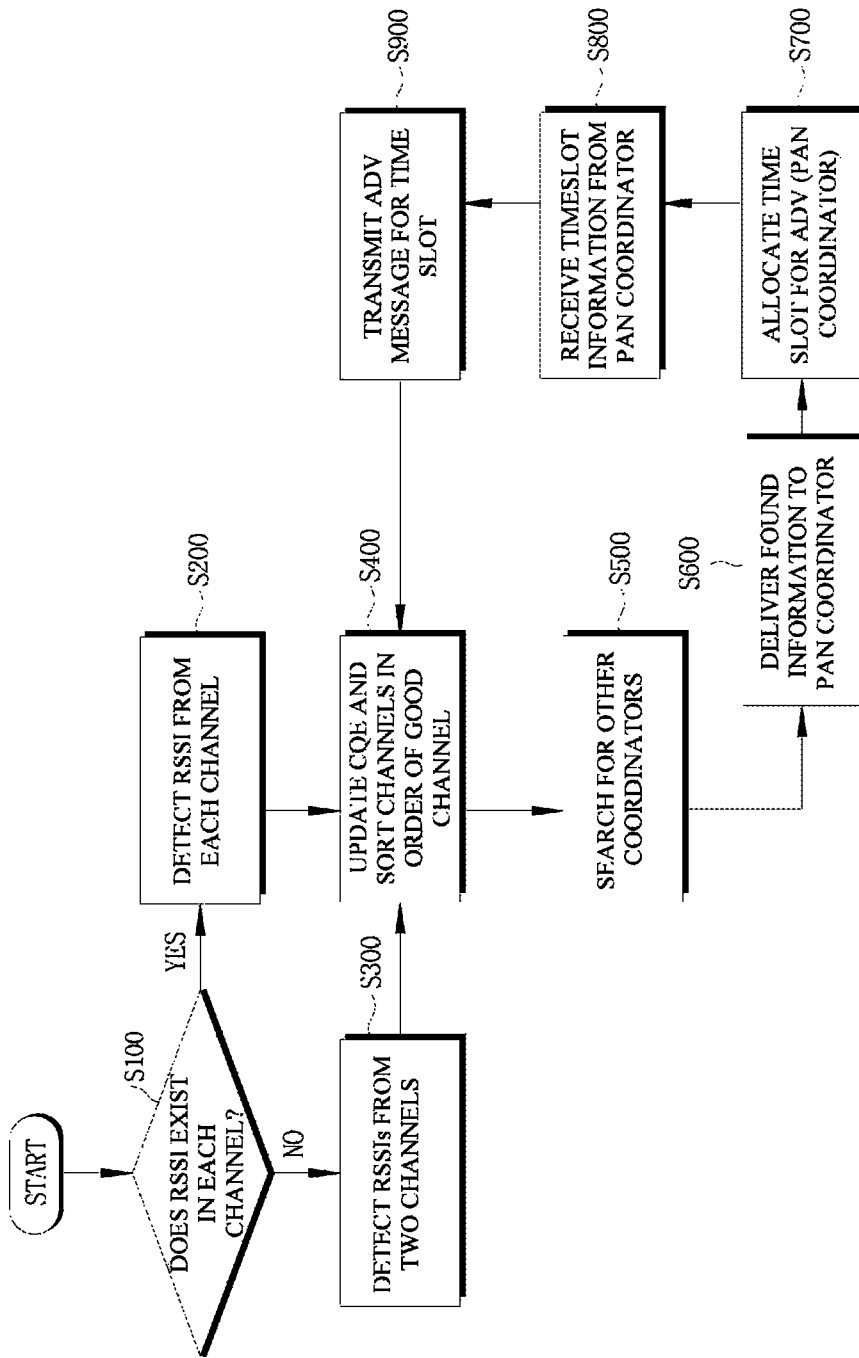 START
S100
DOES RSSI EXIST
IN EACH
CHANNEL?
YES
NO
S200
DETECT RSSI FROM
EACH CHANNEL
S300
DETECT RSSIs FROM
TWO CHANNELS
S400
UPDATE CQE AND
SORT CHANNELS IN
ORDER OF GOOD
CHANNEL
S500
SEARCH FOR OTHER
COORDINATORS
S600
DELIVER FOUND
INFORMATION TO
PAN COORDINATOR
S700
ALLOCATE TIME
SLOT FOR ADV (PAN
COORDINATOR)
S800
RECEIVE TIMESLOT
INFORMATION FROM
PAN COORDINATOR
S900
TRANSMIT ADV
MESSAGE FOR TIME
SLOT